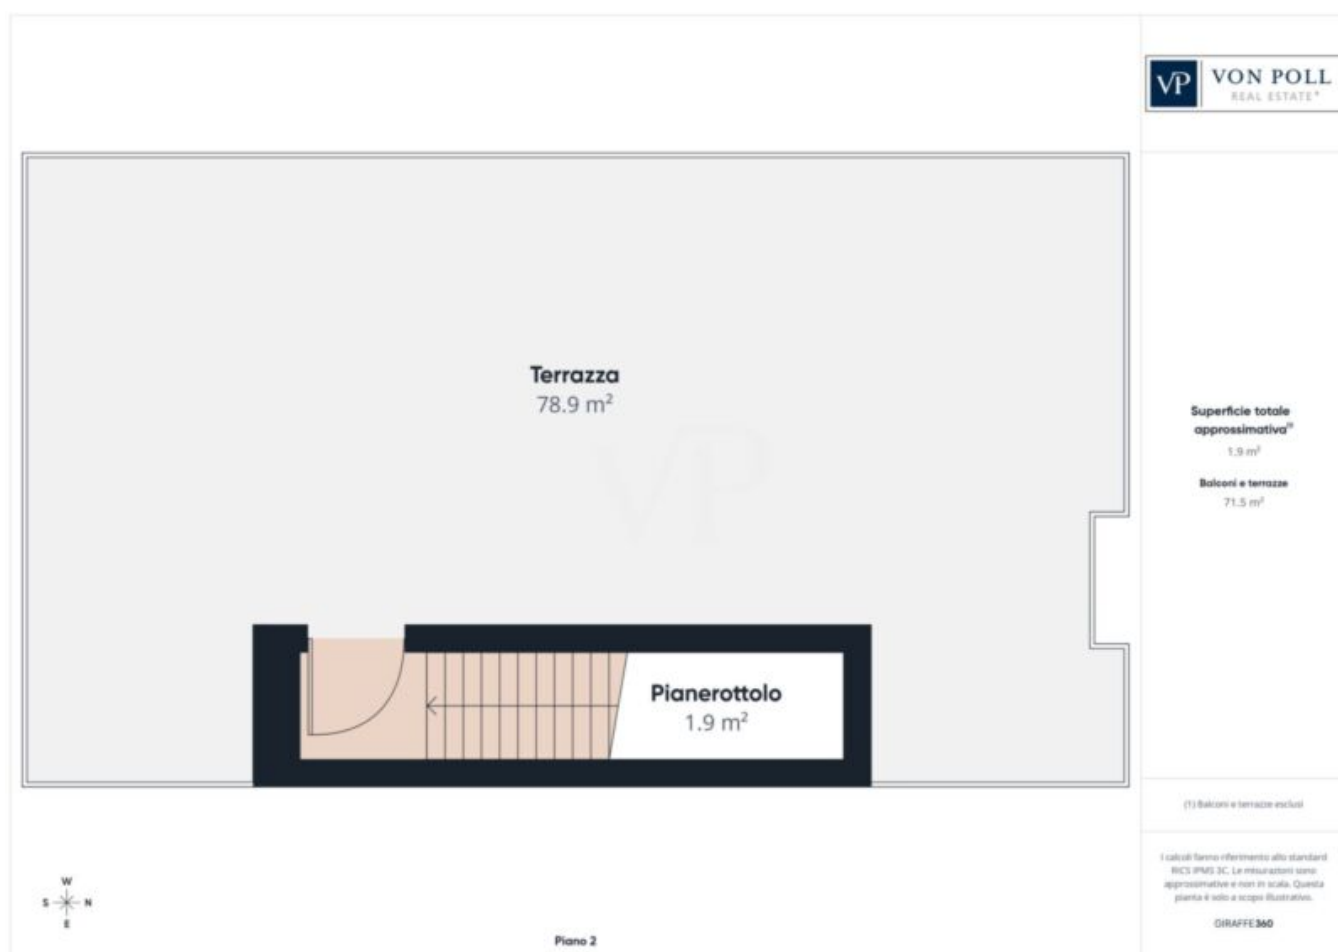 VP
VON POLL
REAL ESTATE®
Terrazza
78.9 m²
VP
Superficie totale
approssimativa⁽¹⁾
1.9 m²
Balconi e terrazze
71.5 m²
Pianerottolo
1.9 m²
(1) Balconi e terrazze esclusi
I calcoli fanno riferimento allo standard
RICS IPMS 3C. Le misurazioni sono
approssimative e non in scala. Questa
pianta è solo a scopo illustrativo.
GIRAFFE360
W
S N
E
Piano 2